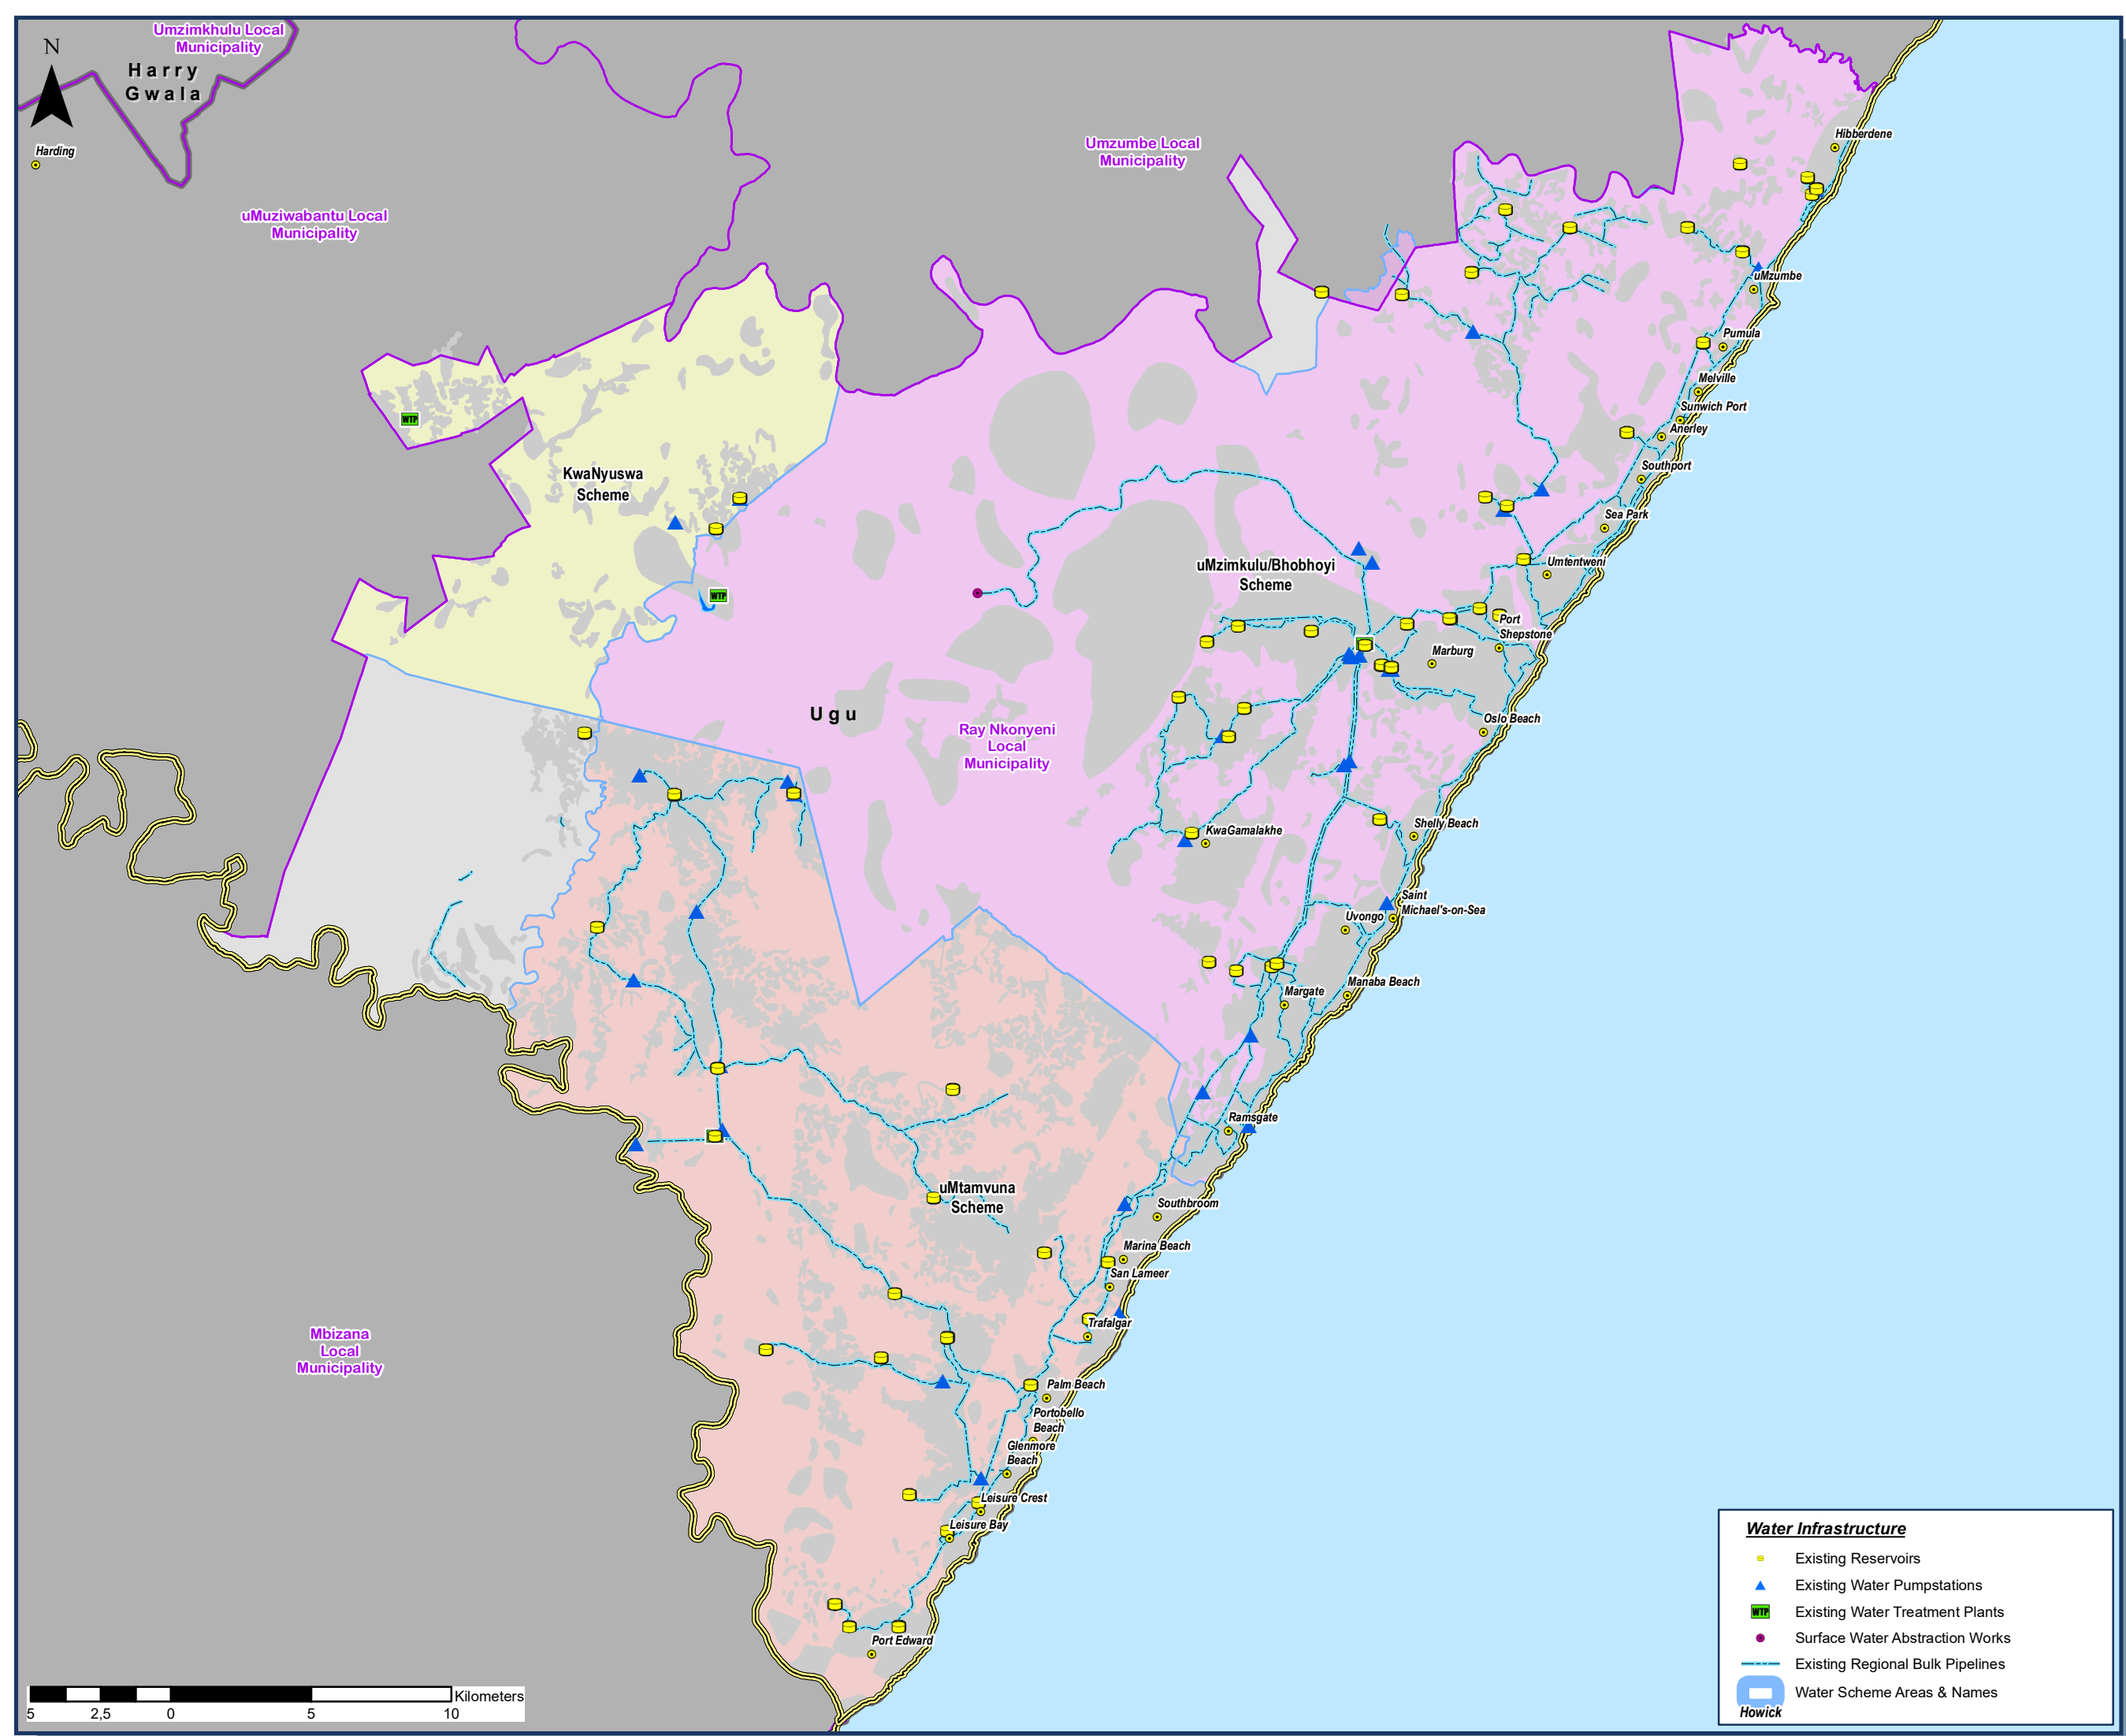 Umzimkhulu Local
Municipality
N
Harry
Gwala
Harding
uMuziwabantu Local
Municipality
Umzumbe Local
Municipality
Hibberdene
uMzumbe
Pumula
Melville
Sunwich Port
Anerley
Southport
Sea Park
Umtentweni
KwaNyuswa
Scheme
WTP
WTP
uMzimkulu/Bhobhoyi
Scheme
Port
Shepstone
Marburg
Oslo Beach
Ugu
Ray Nkonyeni
Local
Municipality
KwaGamalakhe
Shelly Beach
Saint
Michael's-on-Sea
Uvongo
Manaba Beach
Margate
Ramsgate
uMtamvuna
Scheme
Southbroom
Marina Beach
San Lameer
Trafalgar
Mbizana
Local
Municipality
Palm Beach
Portobello
Beach
Glenmore
Beach
Leisure Crest
Leisure Bay
Port Edward
Water Infrastructure
Existing Reservoirs
Existing Water Pumpstations
WTP Existing Water Treatment Plants
Surface Water Abstraction Works
Existing Regional Bulk Pipelines
Water Scheme Areas & Names
Howick
Kilometers
5 2,5 0 5 10